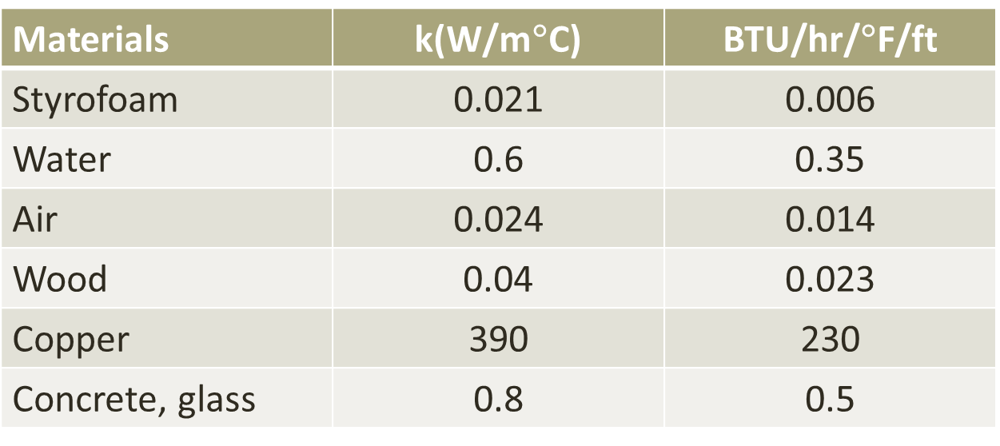 Materials k(W/m°C) BTU/hr/°F/ft
Styrofoam 0.021 0.006
Water 0.6 0.35
Air 0.024 0.014
Wood 0.04 0.023
Copper 390 230
Concrete, glass 0.8 0.5